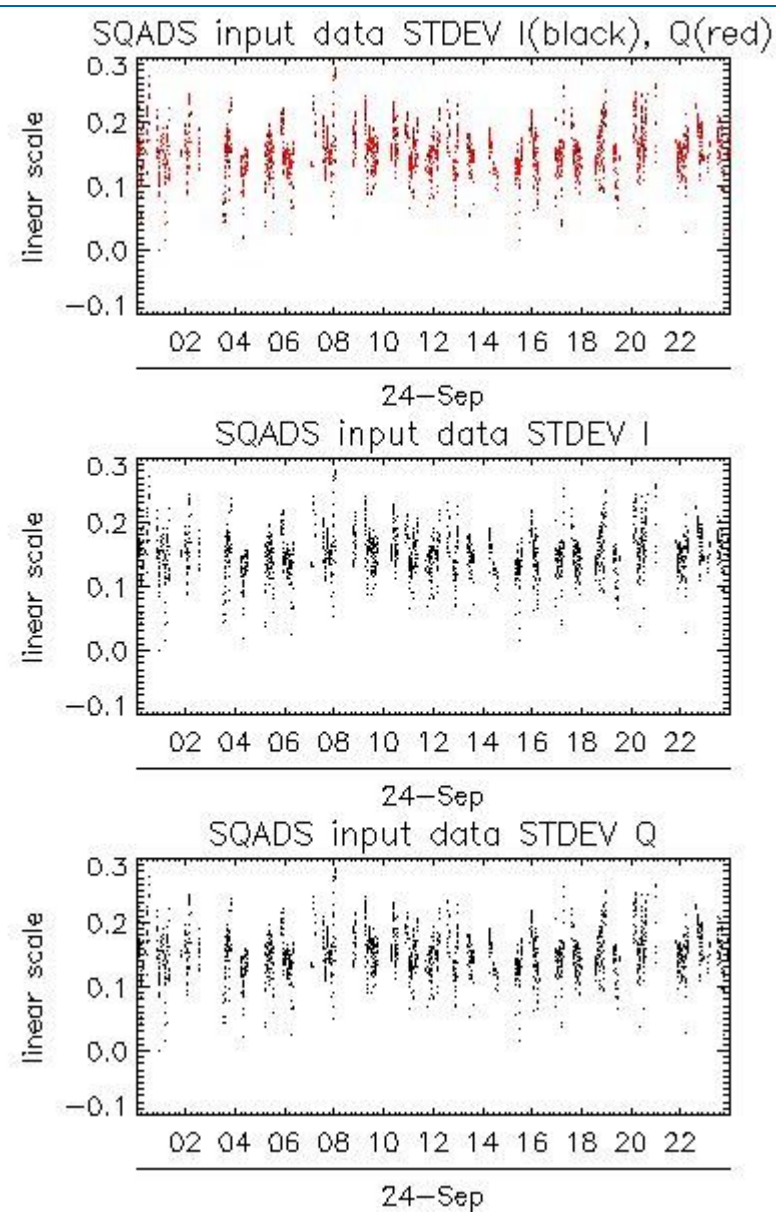 SQADS input data STDEV I(black), Q(red)
0.3
0.2
0.1
0.0
−0.1
linear scale
02 04 06 08 10 12 14 16 18 20 22
24−Sep
SQADS input data STDEV I
0.3
0.2
0.1
0.0
−0.1
linear scale
02 04 06 08 10 12 14 16 18 20 22
24−Sep
SQADS input data STDEV Q
0.3
0.2
0.1
0.0
−0.1
linear scale
02 04 06 08 10 12 14 16 18 20 22
24−Sep